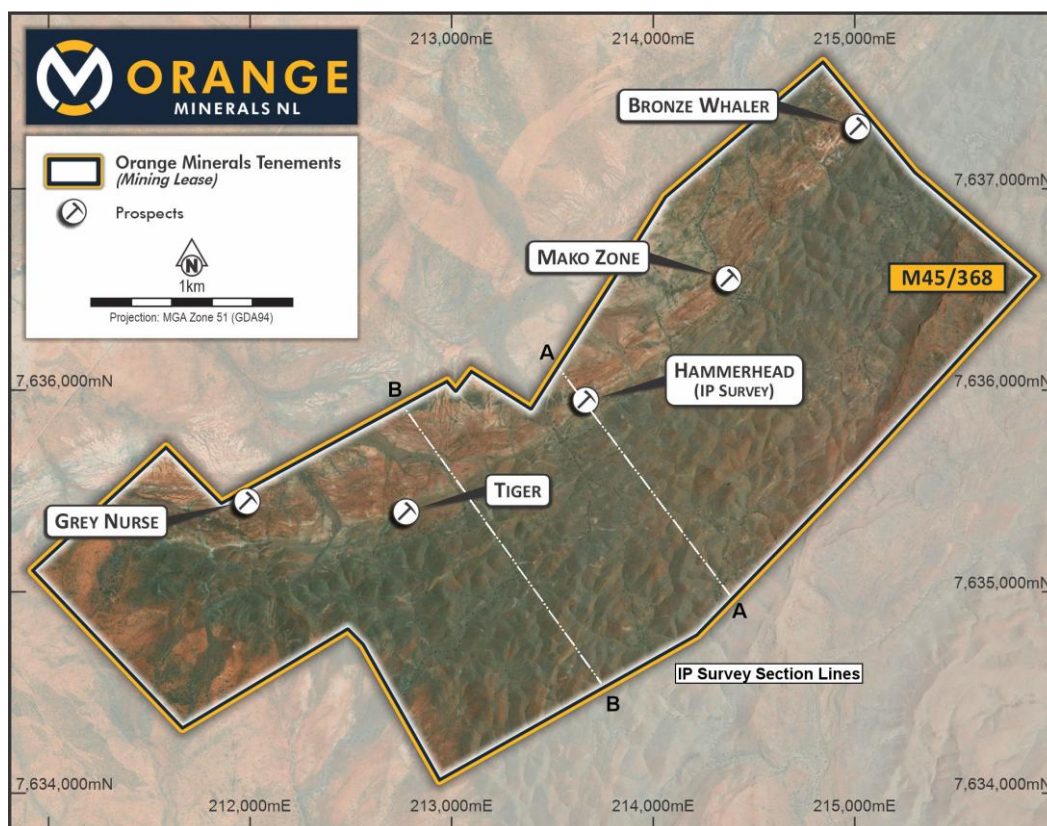 ORANGE
MINERALS NL
213,000mE
214,000mE
215,000mE
Orange Minerals Tenements
(Mining Lease)
Prospects
N
1km
Projection: MGA Zone 51 (GDA94)
BRONZE WHALER
7,637,000mN
MAKO ZONE
M45/368
A
HAMMERHEAD
(IP SURVEY)
7,636,000mN
7,636,000mN
B
TIGER
GREY NURSE
7,635,000mN
7,635,000mN
A
IP Survey Section Lines
B
7,634,000mN
7,634,000mN
212,000mE
213,000mE
214,000mE
215,000mE